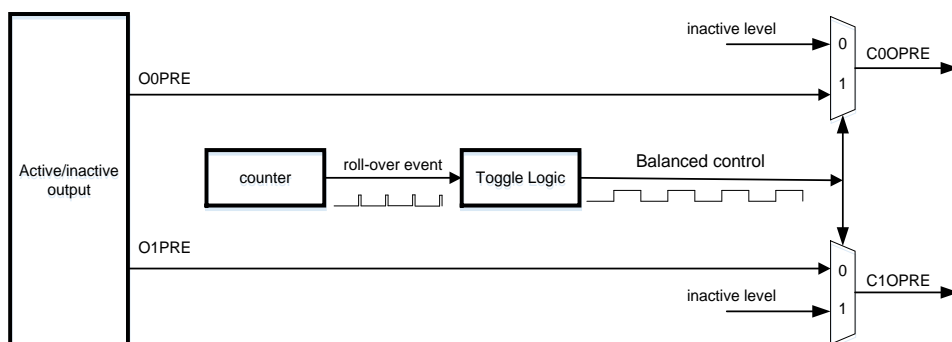 inactive level
0
C0OPRE
O0PRE
1
Active/inactive
output
counter
roll-over event
Toggle Logic
Balanced control
O1PRE
0
C1OPRE
inactive level
1